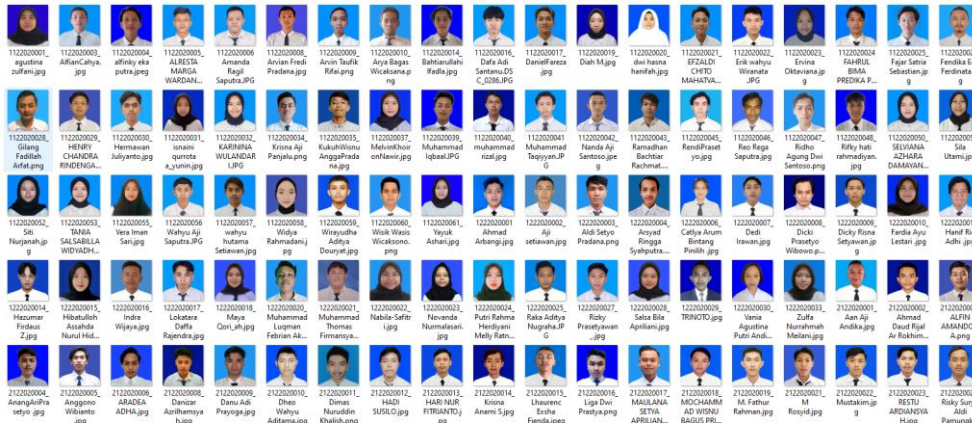 1122020001_ agustina zulfani.jpg
1122020003_ AlfianCahya.jpg
1122020004_ alfinky eka putra.jpeg
1122020005_ ALRESTA MARGA WARDAN...
1122020006 Amanda Ragil Saputra.JPG
1122020008_ Arvian Fredi Pradana.jpg
1122020009_ Arvin Taufik Rifai.png
1122020010_ Arya Bagas Wicaksana.png
1122020014_ Bahtiarullahi Ifadla.jpg
1122020016_ Dafa Adi Santanu.DSC_0286.JPG
1122020017_ DanielFareza.jpg
1122020019_ Diah M.jpg
1122020020_ dwi hasna hanifah.jpg
1122020021_ EFZALDI CHITO MAHATVA...
1122020022_ Erik wahyu Wiranata .JPG
1122020023_ Ervina Oktaviana.jpg
1122020024 FAHRUL BIMA PREDIKA P...
1122020025_ Fajar Satria Sebastian.jpg
Fendika
1122020028_ Gilang Fadillah Arfat.png
1122020029_ HENRY CHANDRA RINDENGA...
1122020030_ Hermawan Juliyanto.jpg
1122020031_ isnaini qurrota a_yunin.jpg
1122020032_ KARININA WULANDARI.JPG
1122020034_ Krisna Aji Panjalu.png
1122020035_ KukuhWisnuAnggaPradana.jpg
1122020037_ MelvinKhoironNawir.jpg
1122020039_ Muhammad Iqbael.JPG
1122020040_ muhammad rizal.jpg
1122020041_ Muhammad Taqiyyan.JPG
1122020042_ Nanda Aji Santoso.jpeg
1122020043_ Ramadhan Bachtiar Rachmat...
1122020045_ RendiPrasetyo.jpg
1122020046_ Reo Rega Saputra.jpg
1122020047_ Ridho Agung Dwi Santoso.png
1122020048_ Rifky hati rahmadiyan.jpg
1122020050_ SELVIANA AZHARA DAMAYAN...
Sila Utami.jpg
1122020052_ Siti Nurjanah.jpg
1122020053_ TANIA SALSABILLA WIDYADH...
1122020055_ Vera Iman Sari.jpg
1122020056 Wahyu Aji Saputra.JPG
1122020057_ wahyu hutama Setiawan.jpg
1122020058_ Widya Rahmadani.jpg
1122020059_ Wirayudha Aditya Douryat.jpg
1122020060_ Wisik Wasis Wicaksono.png
1122020061_ Yayuk Ashari.jpg
1222020001 Ahmad Arbangi.jpg
1222020002_ Aji setiawan.jpg
1222020003 Aldi Setyo Pradana.png
1222020004_ Arsyad Ringga Syahputra....
1222020006_ Catlya Arum Bintang Pinilih .jpg
1222020007_ Dedi Irawan.jpg
1222020008_ Dicki Prasetyo Wibowo.p...
1222020009_ Dicky Risna Setyawan.jpg
1222020010_ Fardia Ayu Lestari .jpg
Hanif
1222020014_ Hazumar Firdaus Z.jpg
1222020015_ Hibatulloh Assahda Nurul Hid...
1222020016_ Indra Wijaya.jpg
1222020017_ Lokatara Daffa Rajendra.jpg
1222020018_ Maya Qori_ah.jpg
1222020020_ Muhammad Luqman Febrian Ak...
1222020021_ Muhammad Thomas Firmansya...
1222020022_ Nabila-Safitri.jpg
1222020023_ Novanda Nurmalasari.jpg
1222020024_ Putri Rahma Herdiyani Melly Ratn...
1222020025_ Raka Aditya Nugraha.JPG
1222020027_ Rizky Prasetyawan_.jpg
1222020028_ Salsa Bila Apriliani.jpg
1222020029_ TRINOTO.jpg
1222020030_ Vania Agustina Putri Andi...
1222020033_ Zulfa Nurrahmah Meilani.jpg
2122020001_ Aan Aji Andika.jpg
2122020002_ Ahmad Daud Rijal Ar Rokhim...
ALFIN
2122020004_ AnangAriPrasetyo .jpg
2122020005_ Anggono Wibianto .jpg
2122020006_ ARADEA ADHA.jpg
2122020008_ Danizar Azrilhamsyah.jpg
2122020009_ Danu Adi Prayoga.jpg
2122020010_ Dheo Wahyu Aditama.jpg
2122020011_ Dimas Nuruddin Khalish.png
2122020012_ HADI SUSILO.jpg
2122020013_ HARI NUR FITRIANTO.jpg
2122020014_ Krisna Anami S.jpg
2122020015_ Lhaurenc Exsha Fienda.jpeg
2122020016_ Liga Dwi Prastya.png
2122020017_ MAULANA SETYA APRILIAN...
2122020018_ MOCHAMMAD WISNU BAGUS PRI...
2122020019_ M. Fathur Rahman.jpg
2122020021_ M Rosyid.jpg
2122020022_ Mustakim.jpg
2122020023_ RESTU ARDIANSYAH.jpg
Risky